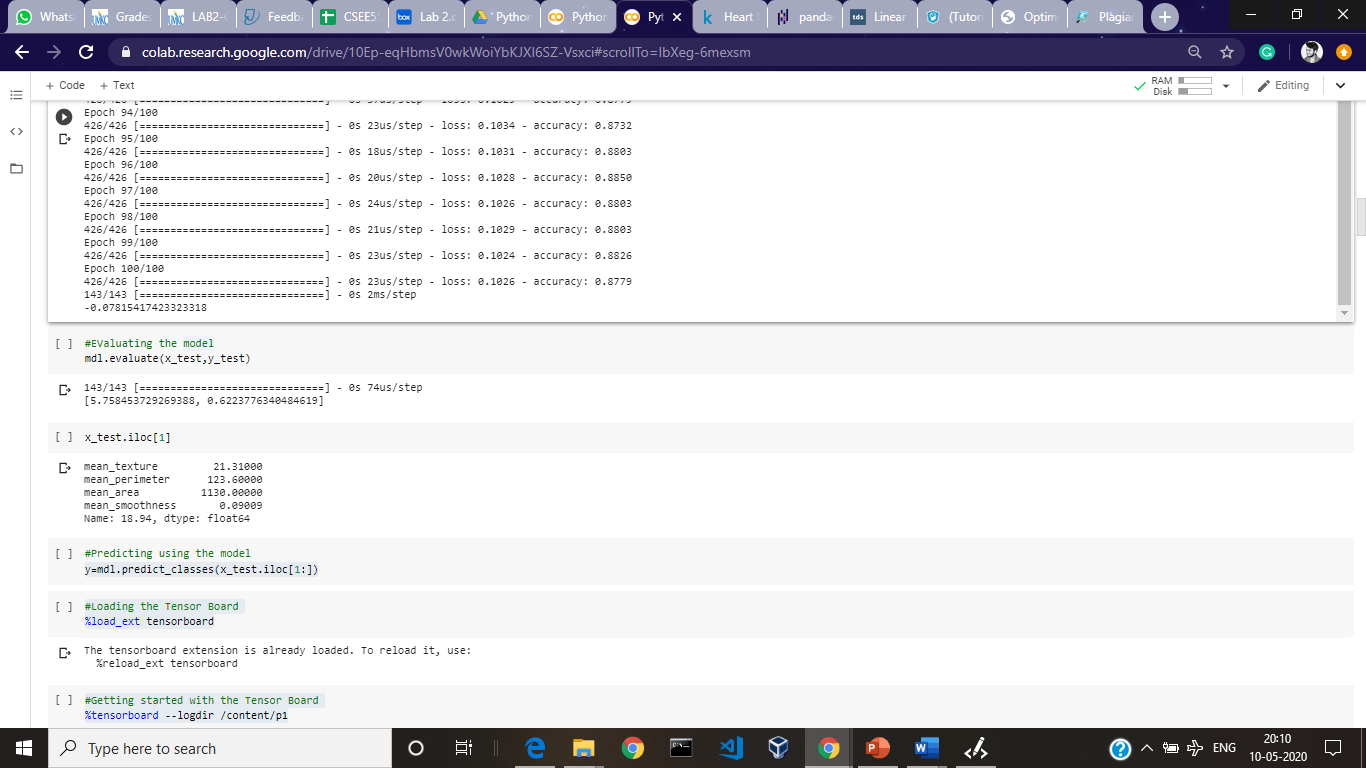 Whats
Grades
LAB2-
Feedb
CSEE5
Lab 2.
Python
Python
Pyt
Heart
panda
Linear
(Tutor
Optim
Plagiar
colab.research.google.com/drive/10Ep-eqHbmsV0wkWoiYbKJXI6SZ-Vsxci#scrollTo=IbXeg-6mexsm
+ Code + Text
RAM
Disk
Editing
Epoch 94/100
426/426 [==============================] - 0s 23us/step - loss: 0.1034 - accuracy: 0.8732
Epoch 95/100
426/426 [==============================] - 0s 18us/step - loss: 0.1031 - accuracy: 0.8803
Epoch 96/100
426/426 [==============================] - 0s 20us/step - loss: 0.1028 - accuracy: 0.8850
Epoch 97/100
426/426 [==============================] - 0s 24us/step - loss: 0.1026 - accuracy: 0.8803
Epoch 98/100
426/426 [==============================] - 0s 21us/step - loss: 0.1029 - accuracy: 0.8803
Epoch 99/100
426/426 [==============================] - 0s 23us/step - loss: 0.1024 - accuracy: 0.8826
Epoch 100/100
426/426 [==============================] - 0s 23us/step - loss: 0.1026 - accuracy: 0.8779
143/143 [==============================] - 0s 2ms/step
-0.07815417423323318
[ ] #EValuating the model
mdl.evaluate(x_test,y_test)
143/143 [==============================] - 0s 74us/step
[5.758453729269388, 0.6223776340484619]
[ ] x_test.iloc[1]
mean_texture 21.31000
mean_perimeter 123.60000
mean_area 1130.00000
mean_smoothness 0.09009
Name: 18.94, dtype: float64
[ ] #Predicting using the model
y=mdl.predict_classes(x_test.iloc[1:])
[ ] #Loading the Tensor Board
%load_ext tensorboard
The tensorboard extension is already loaded. To reload it, use:
%reload_ext tensorboard
[ ] #Getting started with the Tensor Board
%tensorboard --logdir /content/p1
Type here to search
ENG
20:10
10-05-2020